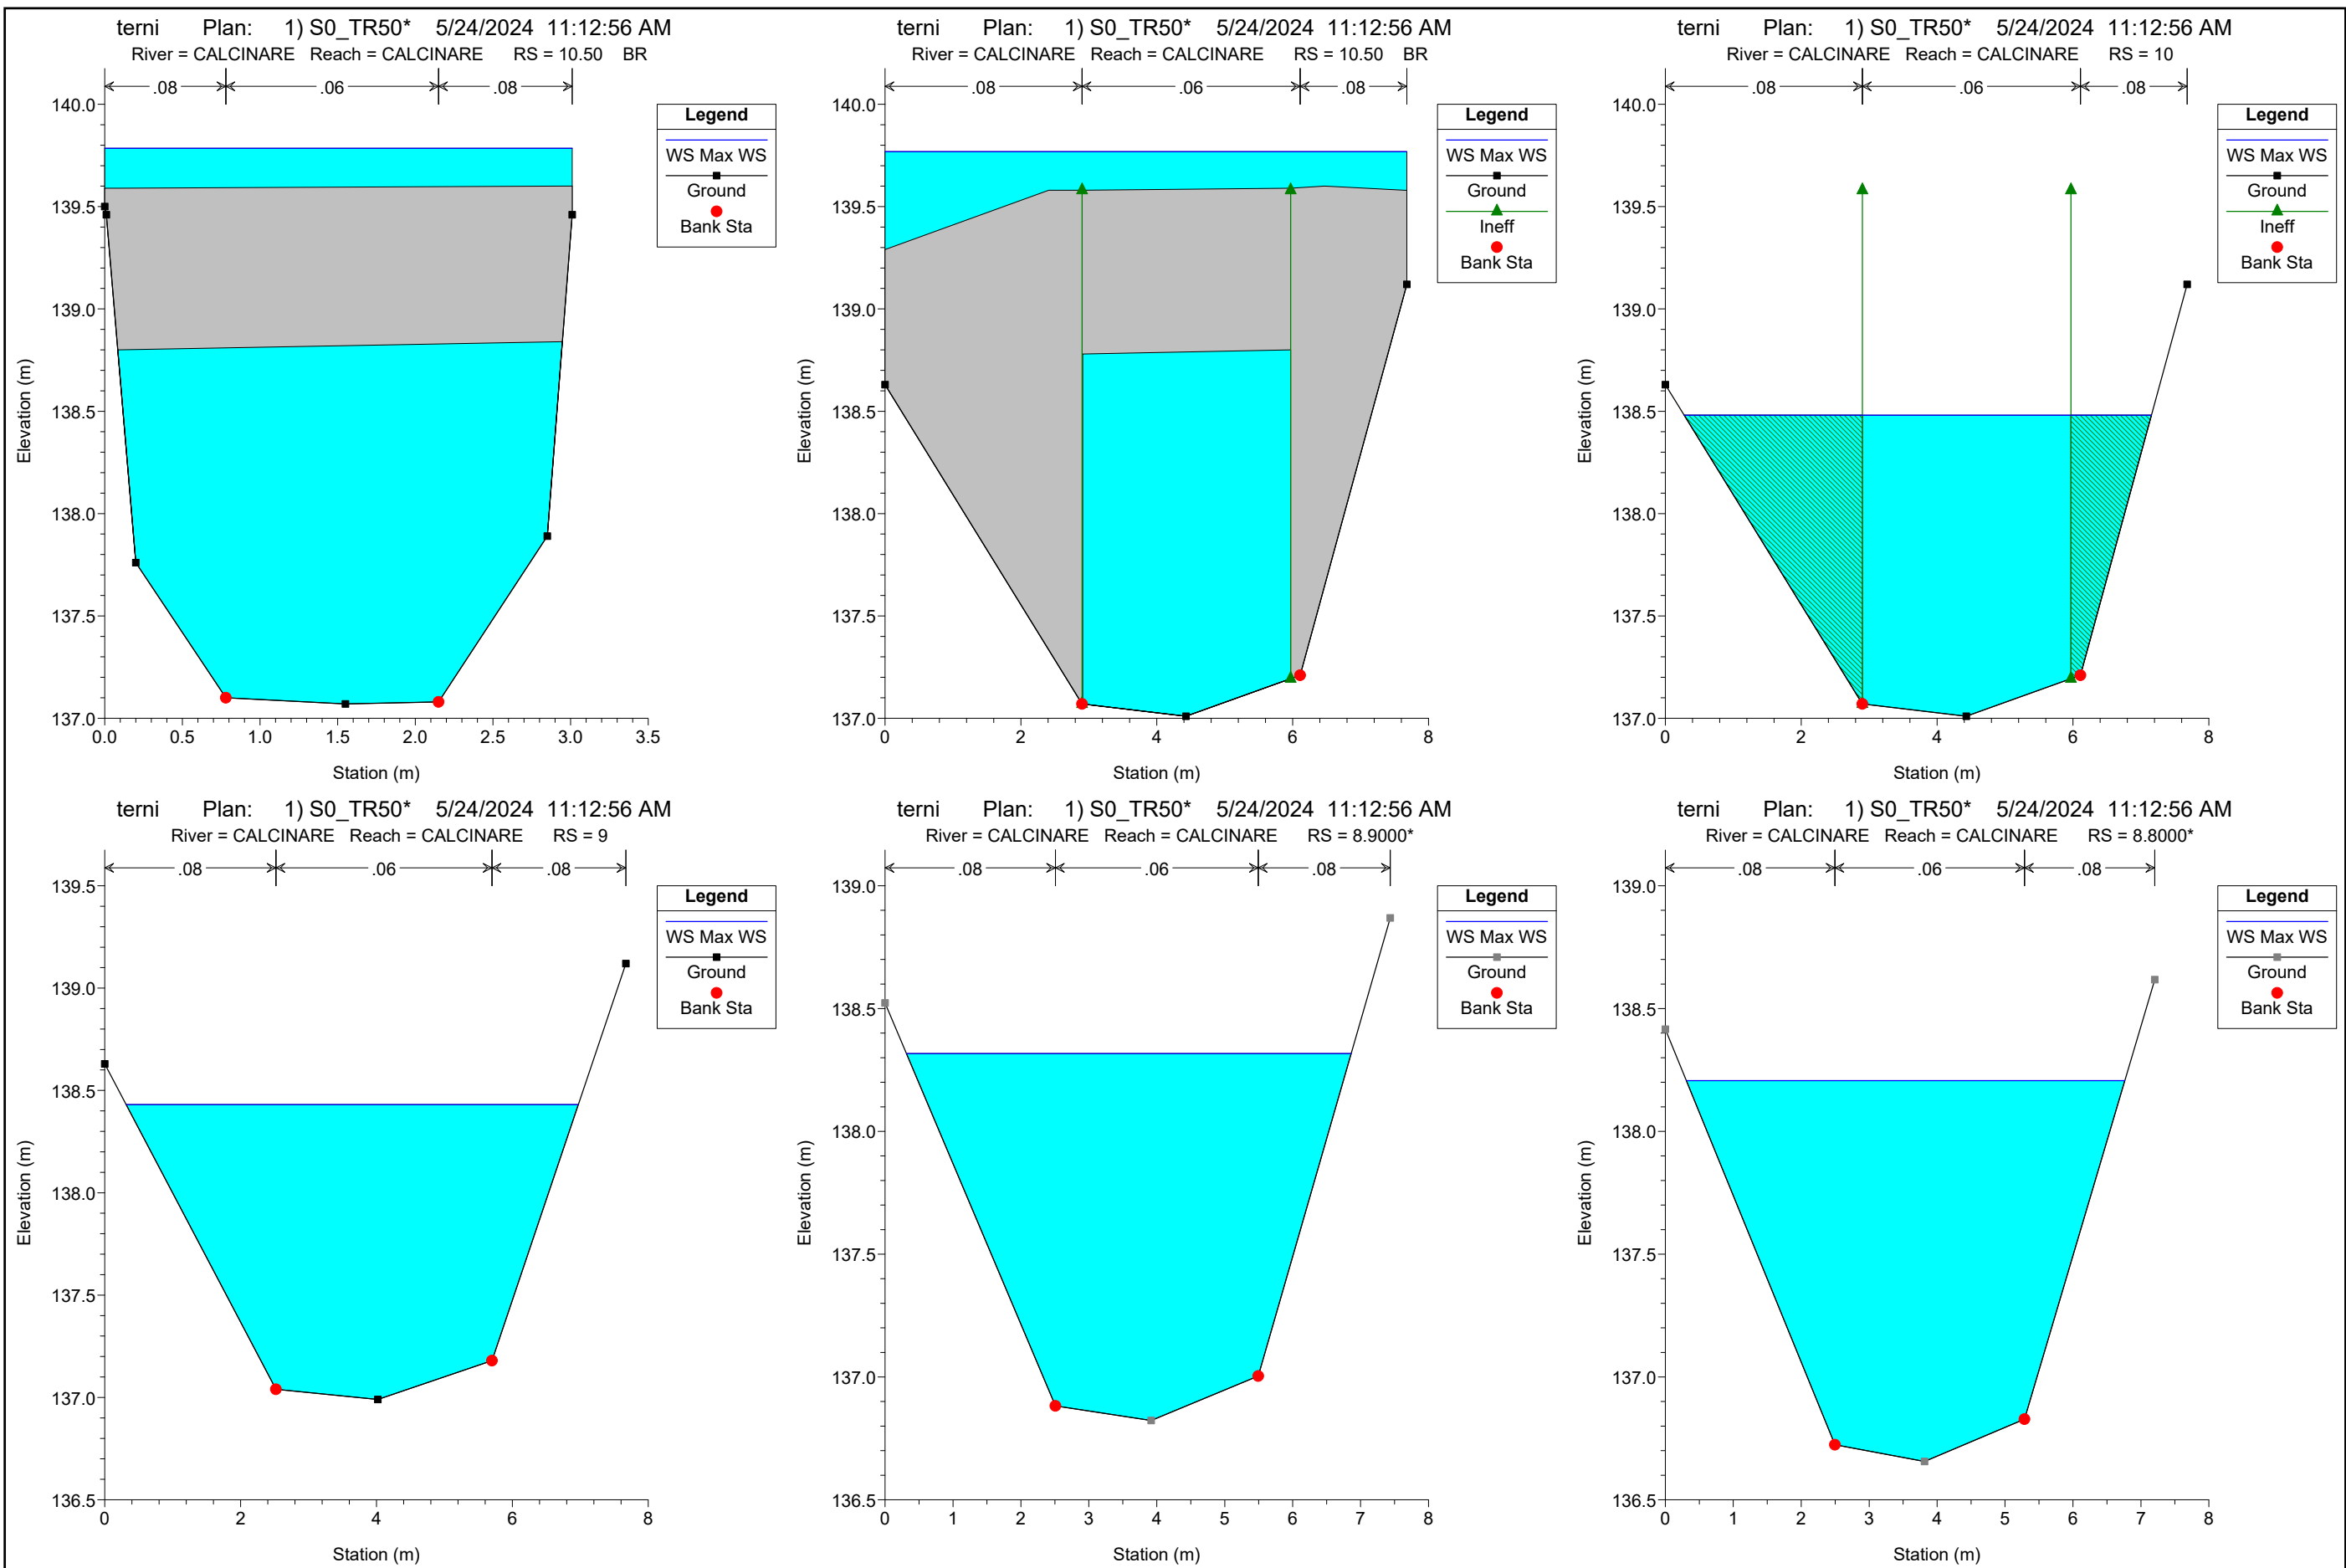 terni Plan: 1) S0_TR50* 5/24/2024 11:12:56 AM
River = CALCINARE Reach = CALCINARE RS = 10.50 BR
.08 .06 .08
140.0
139.5
139.0
138.5
138.0
137.5
137.0
Elevation (m)
0.0 0.5 1.0 1.5 2.0 2.5 3.0 3.5
Station (m)
Legend
WS Max WS
Ground
Bank Sta
terni Plan: 1) S0_TR50* 5/24/2024 11:12:56 AM
River = CALCINARE Reach = CALCINARE RS = 10.50 BR
.08 .06 .08
140.0
139.5
139.0
138.5
138.0
137.5
137.0
Elevation (m)
0 2 4 6 8
Station (m)
Legend
WS Max WS
Ground
Ineff
Bank Sta
terni Plan: 1) S0_TR50* 5/24/2024 11:12:56 AM
River = CALCINARE Reach = CALCINARE RS = 10
.08 .06 .08
140.0
139.5
139.0
138.5
138.0
137.5
137.0
Elevation (m)
0 2 4 6 8
Station (m)
Legend
WS Max WS
Ground
Ineff
Bank Sta
terni Plan: 1) S0_TR50* 5/24/2024 11:12:56 AM
River = CALCINARE Reach = CALCINARE RS = 9
.08 .06 .08
139.5
139.0
138.5
138.0
137.5
137.0
136.5
Elevation (m)
0 2 4 6 8
Station (m)
Legend
WS Max WS
Ground
Bank Sta
terni Plan: 1) S0_TR50* 5/24/2024 11:12:56 AM
River = CALCINARE Reach = CALCINARE RS = 8.9000*
.08 .06 .08
139.0
138.5
138.0
137.5
137.0
136.5
Elevation (m)
0 1 2 3 4 5 6 7 8
Station (m)
Legend
WS Max WS
Ground
Bank Sta
terni Plan: 1) S0_TR50* 5/24/2024 11:12:56 AM
River = CALCINARE Reach = CALCINARE RS = 8.8000*
.08 .06 .08
139.0
138.5
138.0
137.5
137.0
136.5
Elevation (m)
0 1 2 3 4 5 6 7 8
Station (m)
Legend
WS Max WS
Ground
Bank Sta